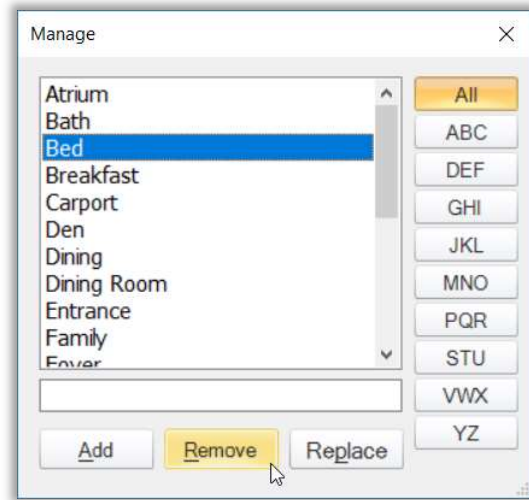 Manage
Atrium
Bath
Bed
Breakfast
Carport
Den
Dining
Dining Room
Entrance
Family
Foyer
All
ABC
DEF
GHI
JKL
MNO
PQR
STU
VWX
YZ
Add
Remove
Replace